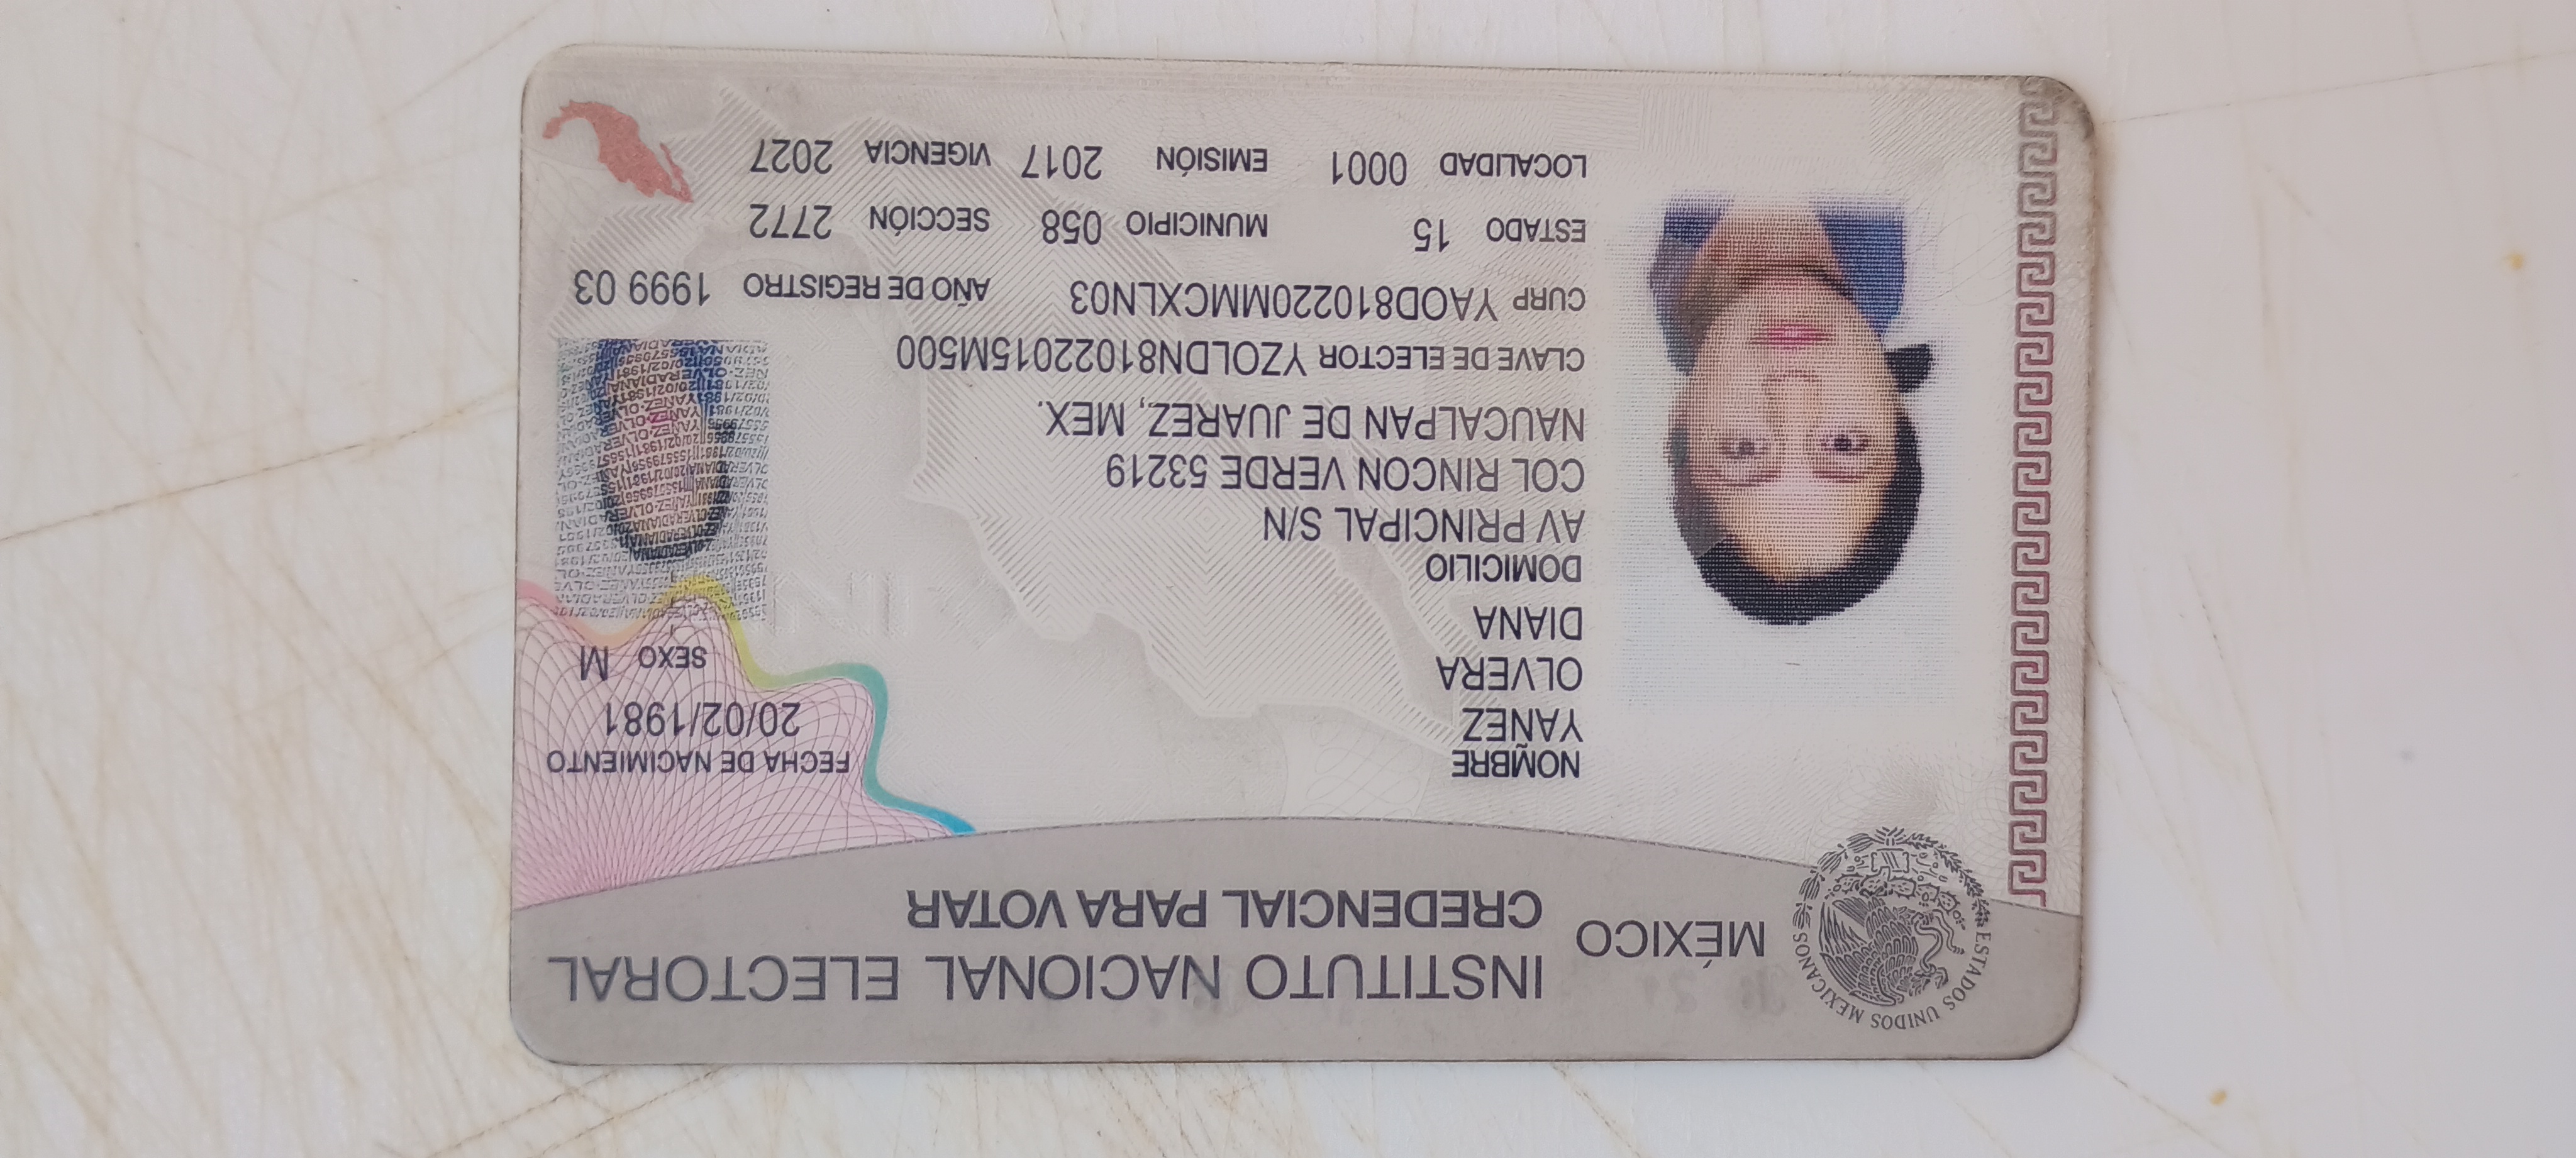 MÉXICO
INSTITUTO NACIONAL ELECTORAL
CREDENCIAL PARA VOTAR
ESTADOS UNIDOS MEXICANOS
NOMBRE
YAÑEZ
OLVERA
DIANA
FECHA DE NACIMIENTO
20/02/1981
SEXO M
DOMICILIO
AV PRINCIPAL S/N
COL RINCON VERDE 53219
NAUCALPAN DE JUAREZ, MEX.
CLAVE DE ELECTOR YZOLDN81022015M500
CURP YAOD810220MMCXLN03 AÑO DE REGISTRO 1999 03
ESTADO 15 MUNICIPIO 058 SECCIÓN 2772
LOCALIDAD 0001 EMISIÓN 2017 VIGENCIA 2027
INE